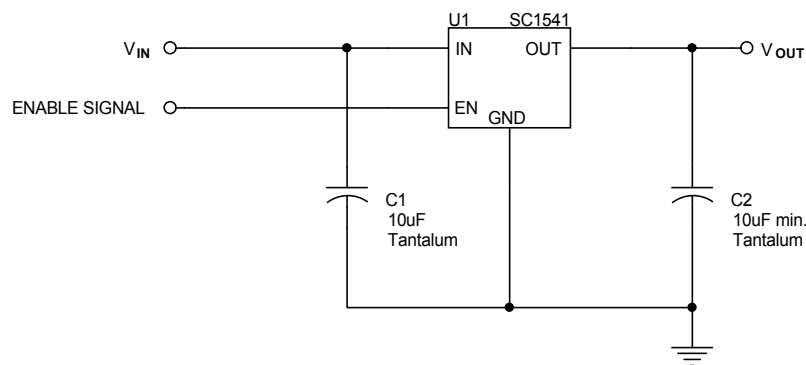 U1 SC1541
VIN IN OUT VOUT
ENABLE SIGNAL EN
GND
C1
10uF
Tantalum
C2
10uF min.
Tantalum